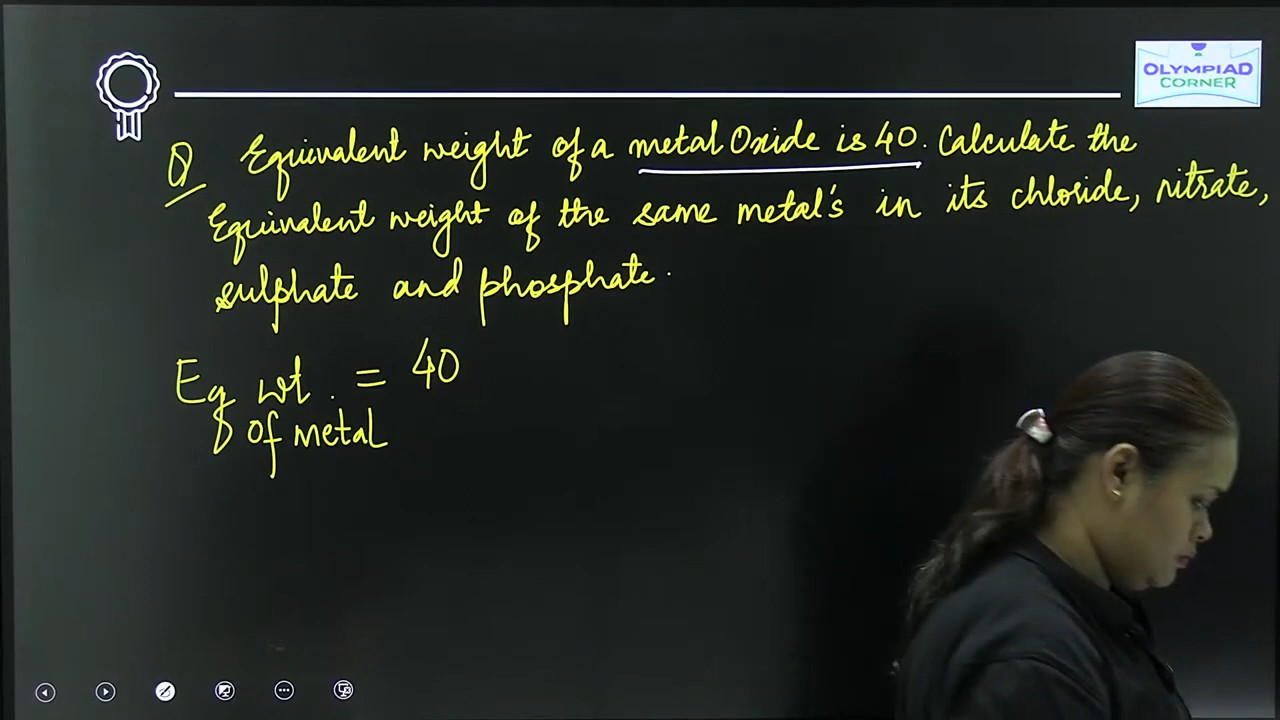 OLYMPIAD
CORNER
Q Equivalent weight of a metal Oxide is 40. Calculate the
Equivalent weight of the same metal's in its chloride, nitrate,
sulphate and phosphate.
Eq wt. = 40
of metal